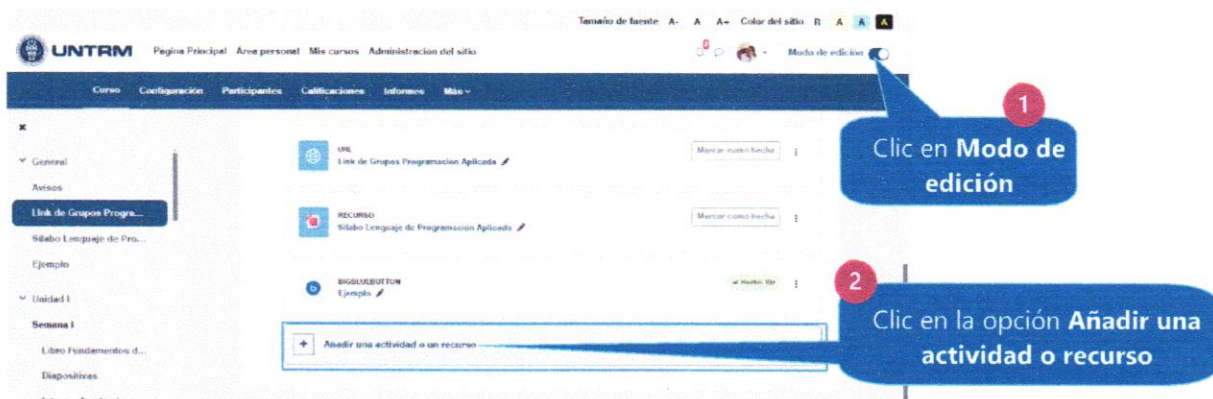 Tamaño de fuente A- A A+ Color del sitio R A A A
UNTRM Pagina Principal Área personal Mis cursos Administración del sitio
Modo de edición
Curso Configuración Participantes Calificaciones Informes Más
1
Clic en Modo de
edición
General
Avisos
Link de Grupos Progra...
Sílabo Lenguaje de Pro...
Ejemplo
Unidad I
Semana I
Libro Fundamentos d...
Diapositivas
URL
Link de Grupos Programación Aplicada
Marcar como hecha
RECURSO
Sílabo Lenguaje de Programación Aplicada
Marcar como hecha
BIGBLUEBUTTON
Ejemplo
+ Añadir una actividad o un recurso
2
Clic en la opción Añadir una
actividad o recurso